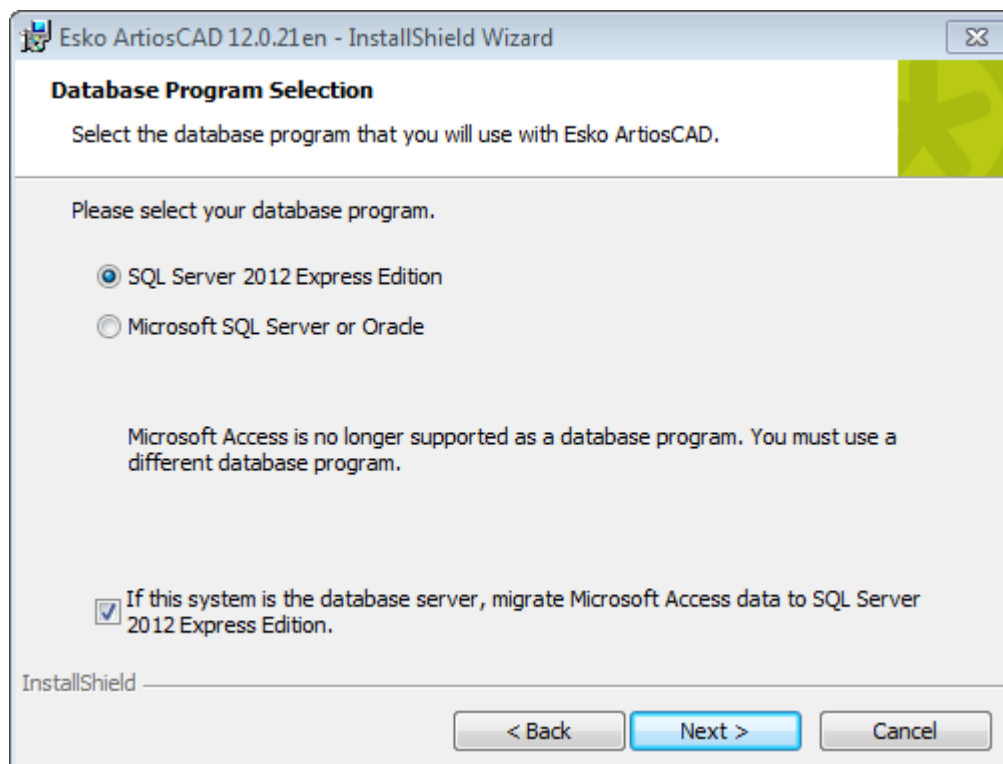 Esko ArtiosCAD 12.0.21en - InstallShield Wizard
Database Program Selection
Select the database program that you will use with Esko ArtiosCAD.
Please select your database program.
SQL Server 2012 Express Edition
Microsoft SQL Server or Oracle
Microsoft Access is no longer supported as a database program. You must use a
different database program.
If this system is the database server, migrate Microsoft Access data to SQL Server
2012 Express Edition.
InstallShield
< Back
Next >
Cancel